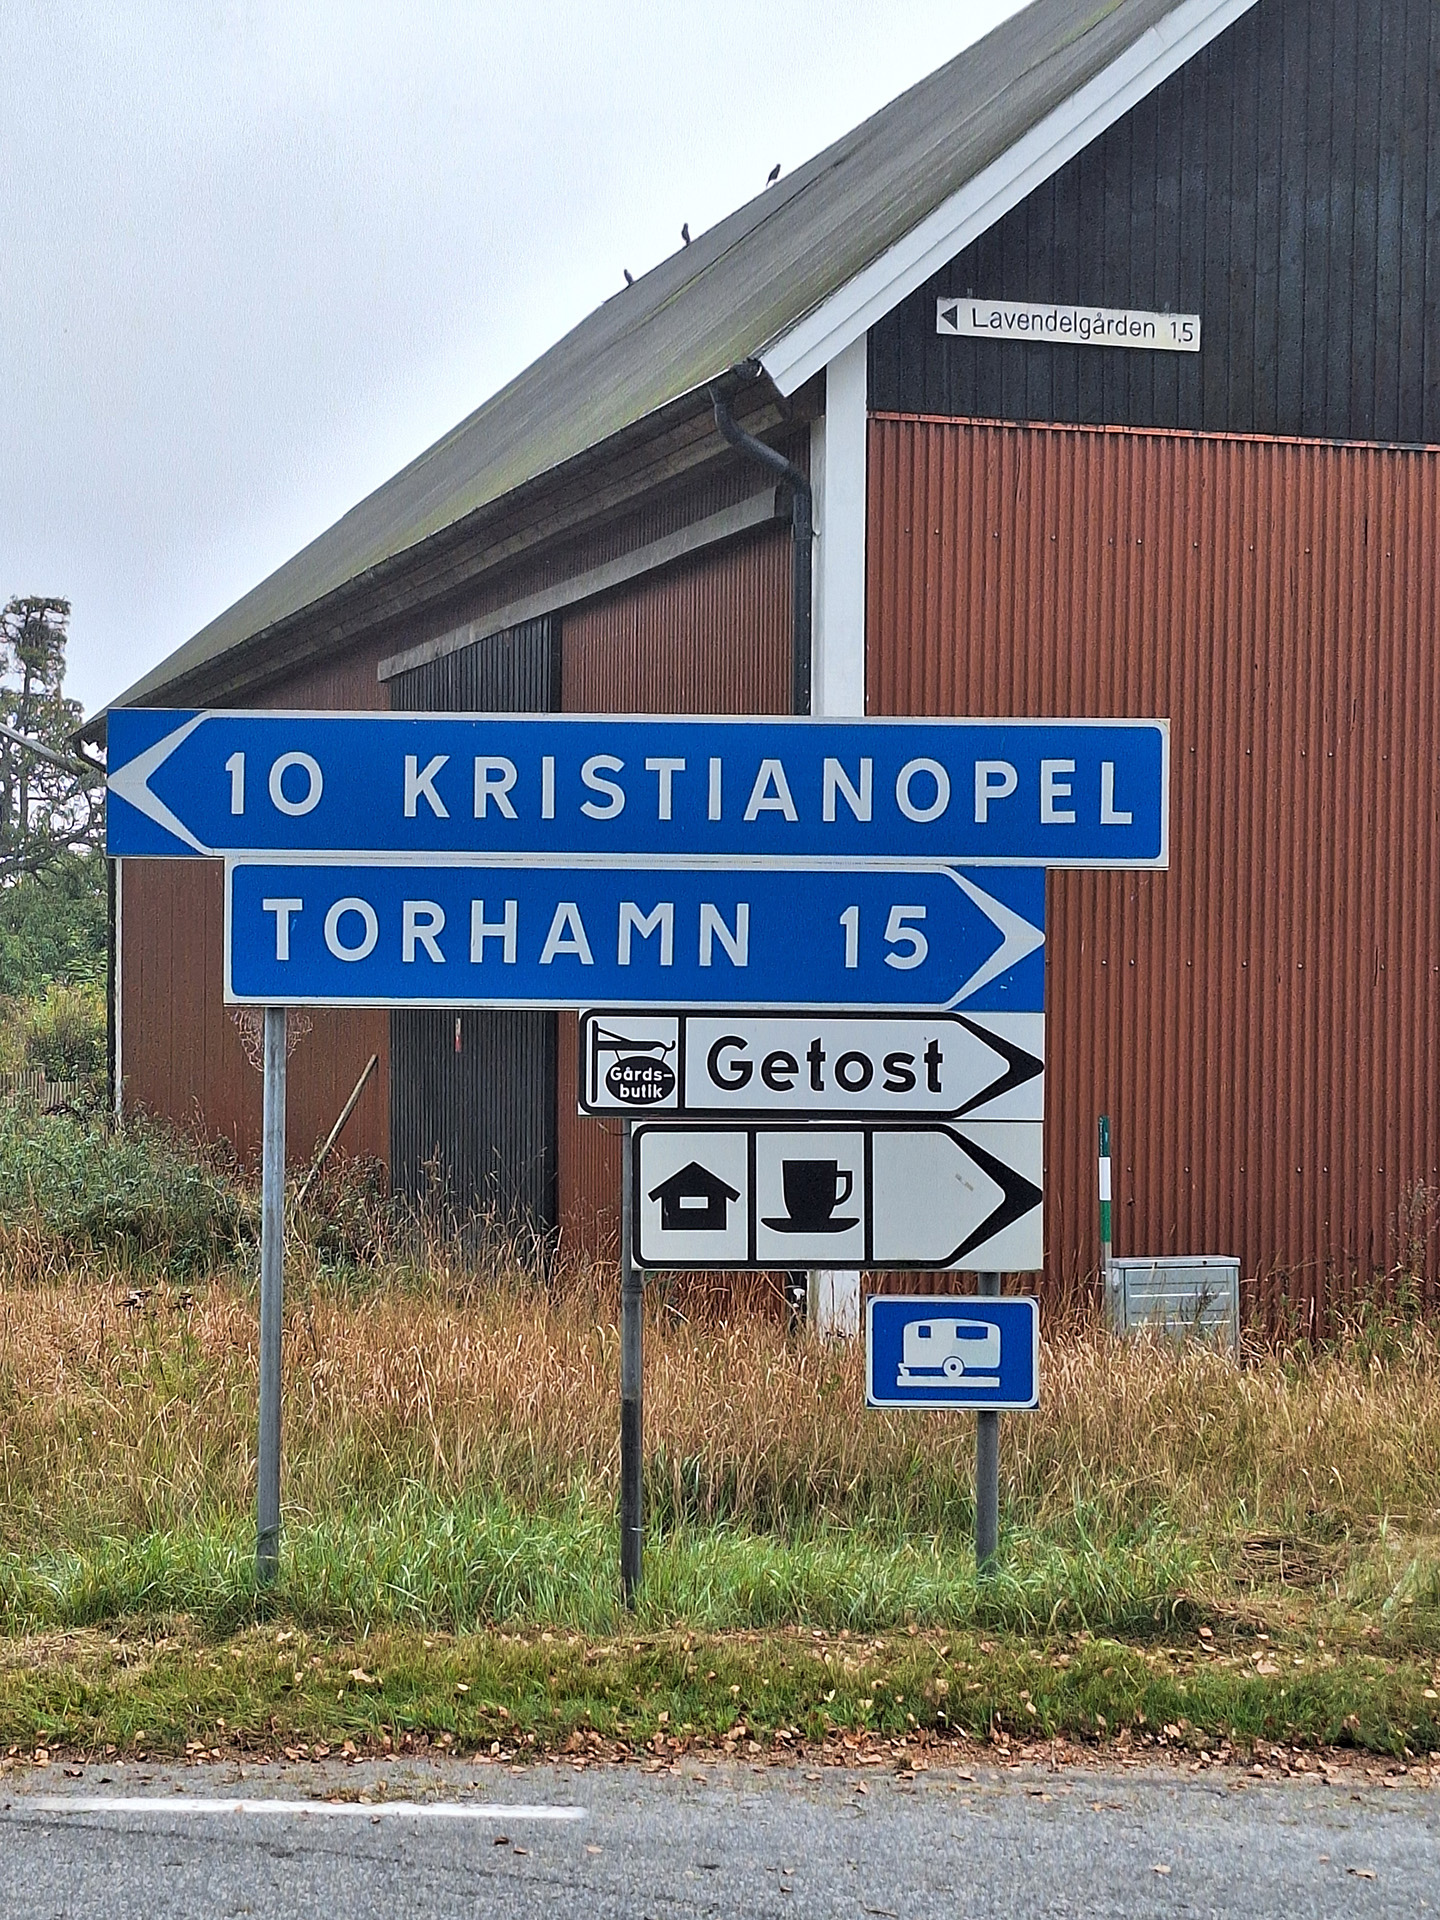 Lavendelgården 1,5
10 KRISTIANOPEL
TORHAMN 15
Gårds-
butik
Getost